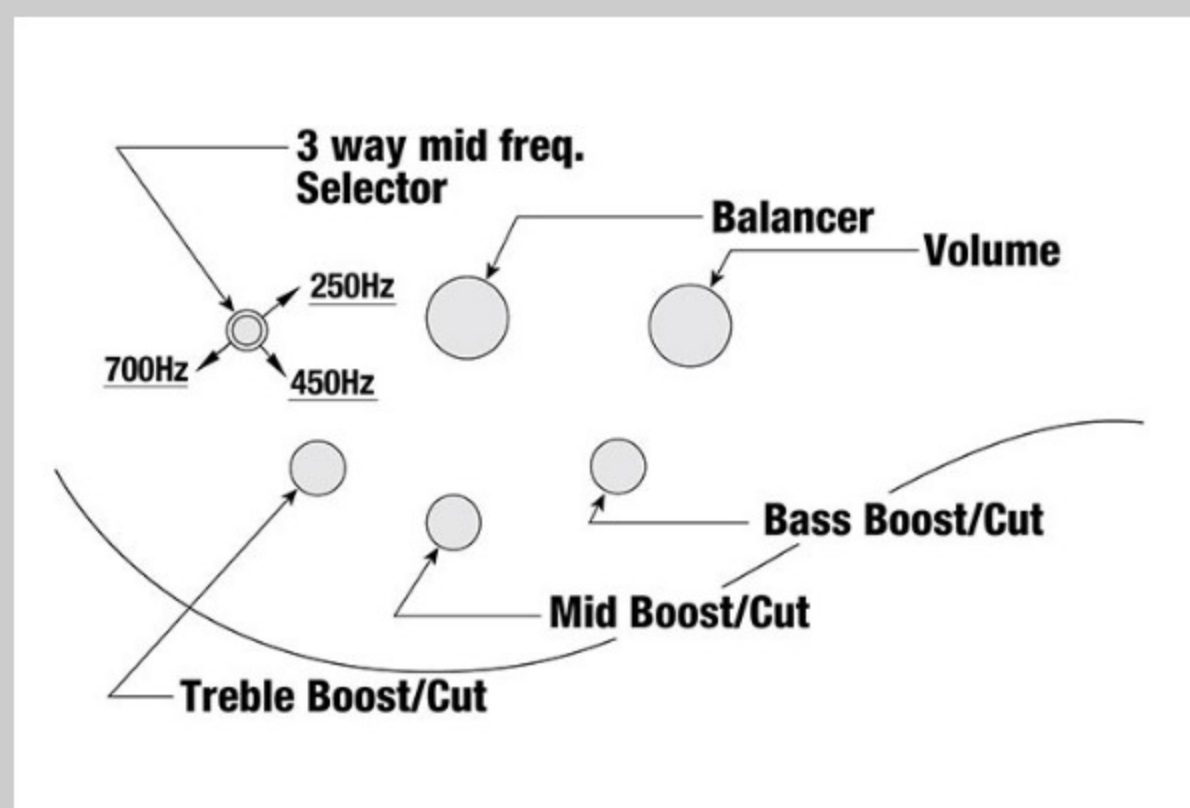 3 way mid freq.
Selector
Balancer
Volume
250Hz
700Hz
450Hz
Bass Boost/Cut
Mid Boost/Cut
Treble Boost/Cut